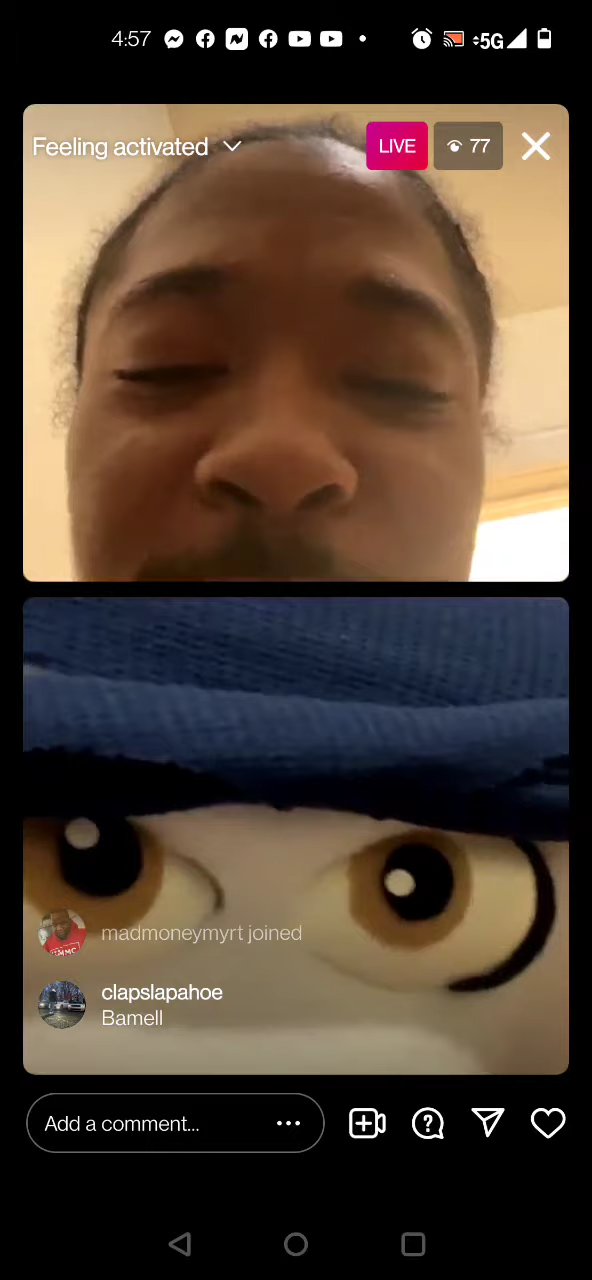 4:57
5G
Feeling activated
LIVE
77
madmoneymyrt joined
clapslapahoe
Bamell
Add a comment...